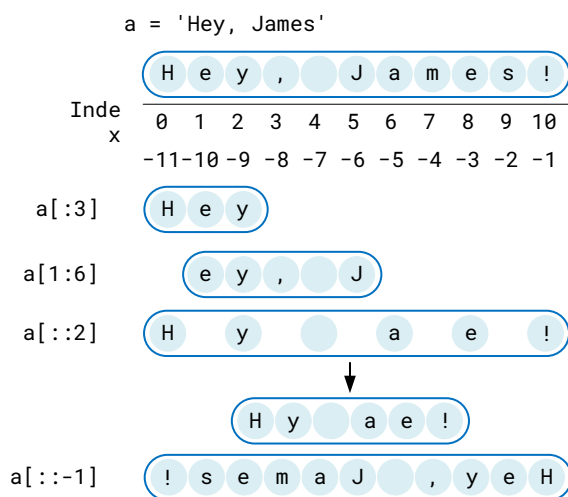 a = 'Hey, James'
H e y , J a m e s !
Inde
x
0 1 2 3 4 5 6 7 8 9 10
-11 -10 -9 -8 -7 -6 -5 -4 -3 -2 -1
a[:3] H e y
a[1:6] e y , J
a[::2] H y a e !
H y a e !
a[::-1] ! s e m a J , y e H